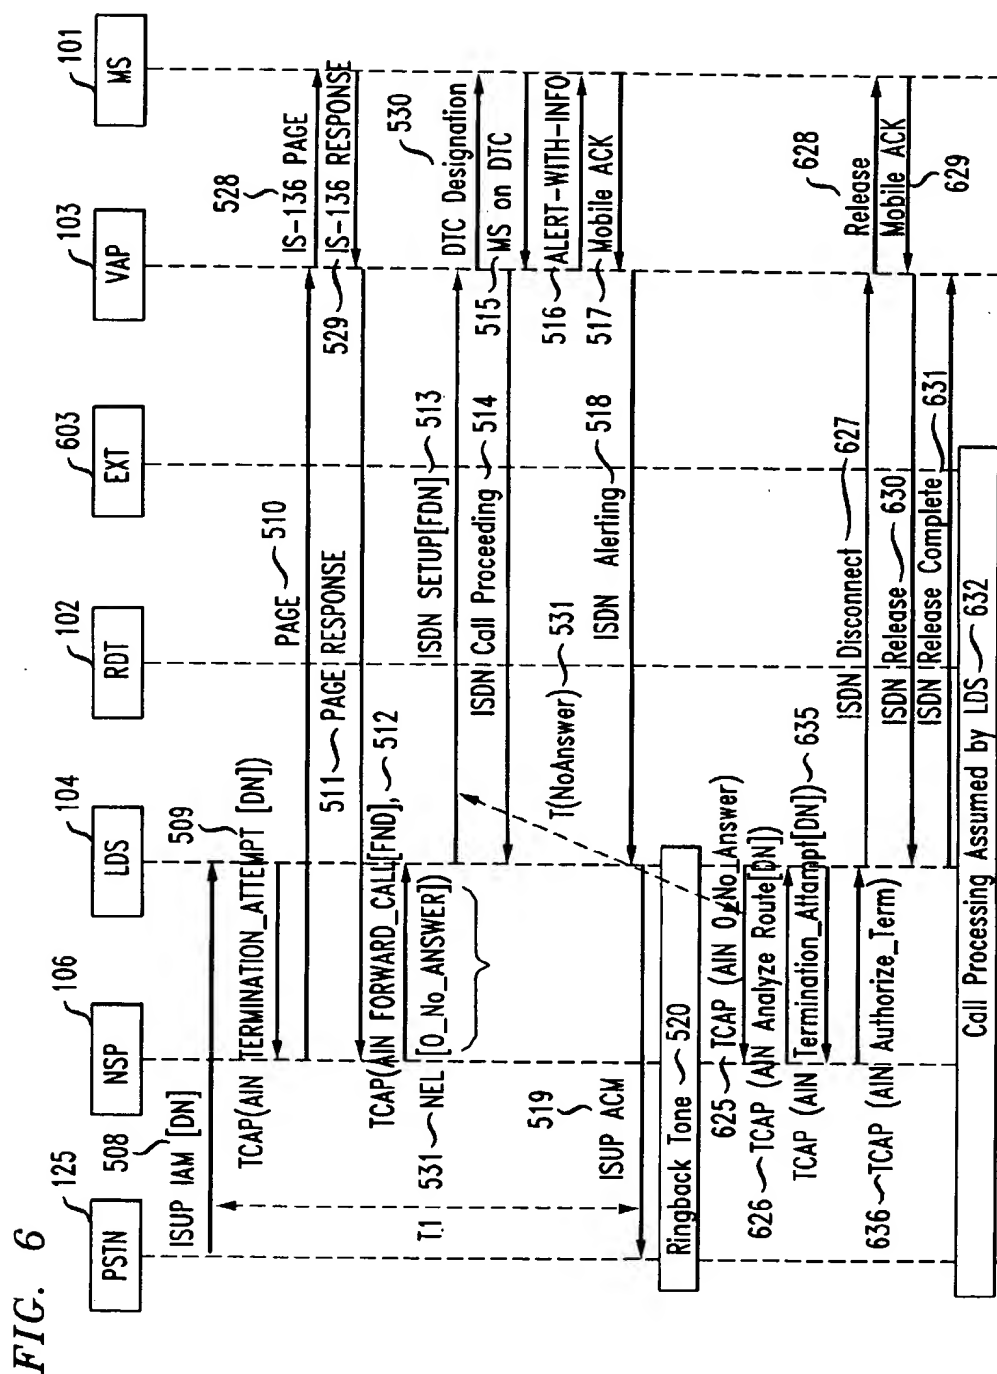 FIG. 6
PSTN
125
NSP
106
LDS
104
RDT
102
EXT
603
VAP
103
MS
101
ISUP IAM [DN]
508
TCAP(AIN TERMINATION_ATTEMPT [DN])
509
PAGE
510
IS-136 PAGE
528
529 IS-136 RESPONSE
511 PAGE RESPONSE
TCAP(AIN FORWARD_CALL[FND], 512
531 NEL [O_No_ANSWER])
ISDN SETUP[FDN] 513
DTC Designation
530
515 MS on DTC
ISDN Call Proceeding 514
516 ALERT-WITH-INFO
517 Mobile ACK
T(NoAnswer) 531
ISDN Alerting 518
T.1
519
ISUP ACM
Ringback Tone 520
625 TCAP (AIN O_No_Answer)
626 TCAP (AIN Analyze Route[DN])
TCAP (AIN Termination_Attampt[DN]) 635
636 TCAP (AIN Authorize_Term)
ISDN Disconnect 627
Release
628
Mobile ACK
629
ISDN Release 630
ISDN Release Complete 631
Call Processing Assumed by LDS 632